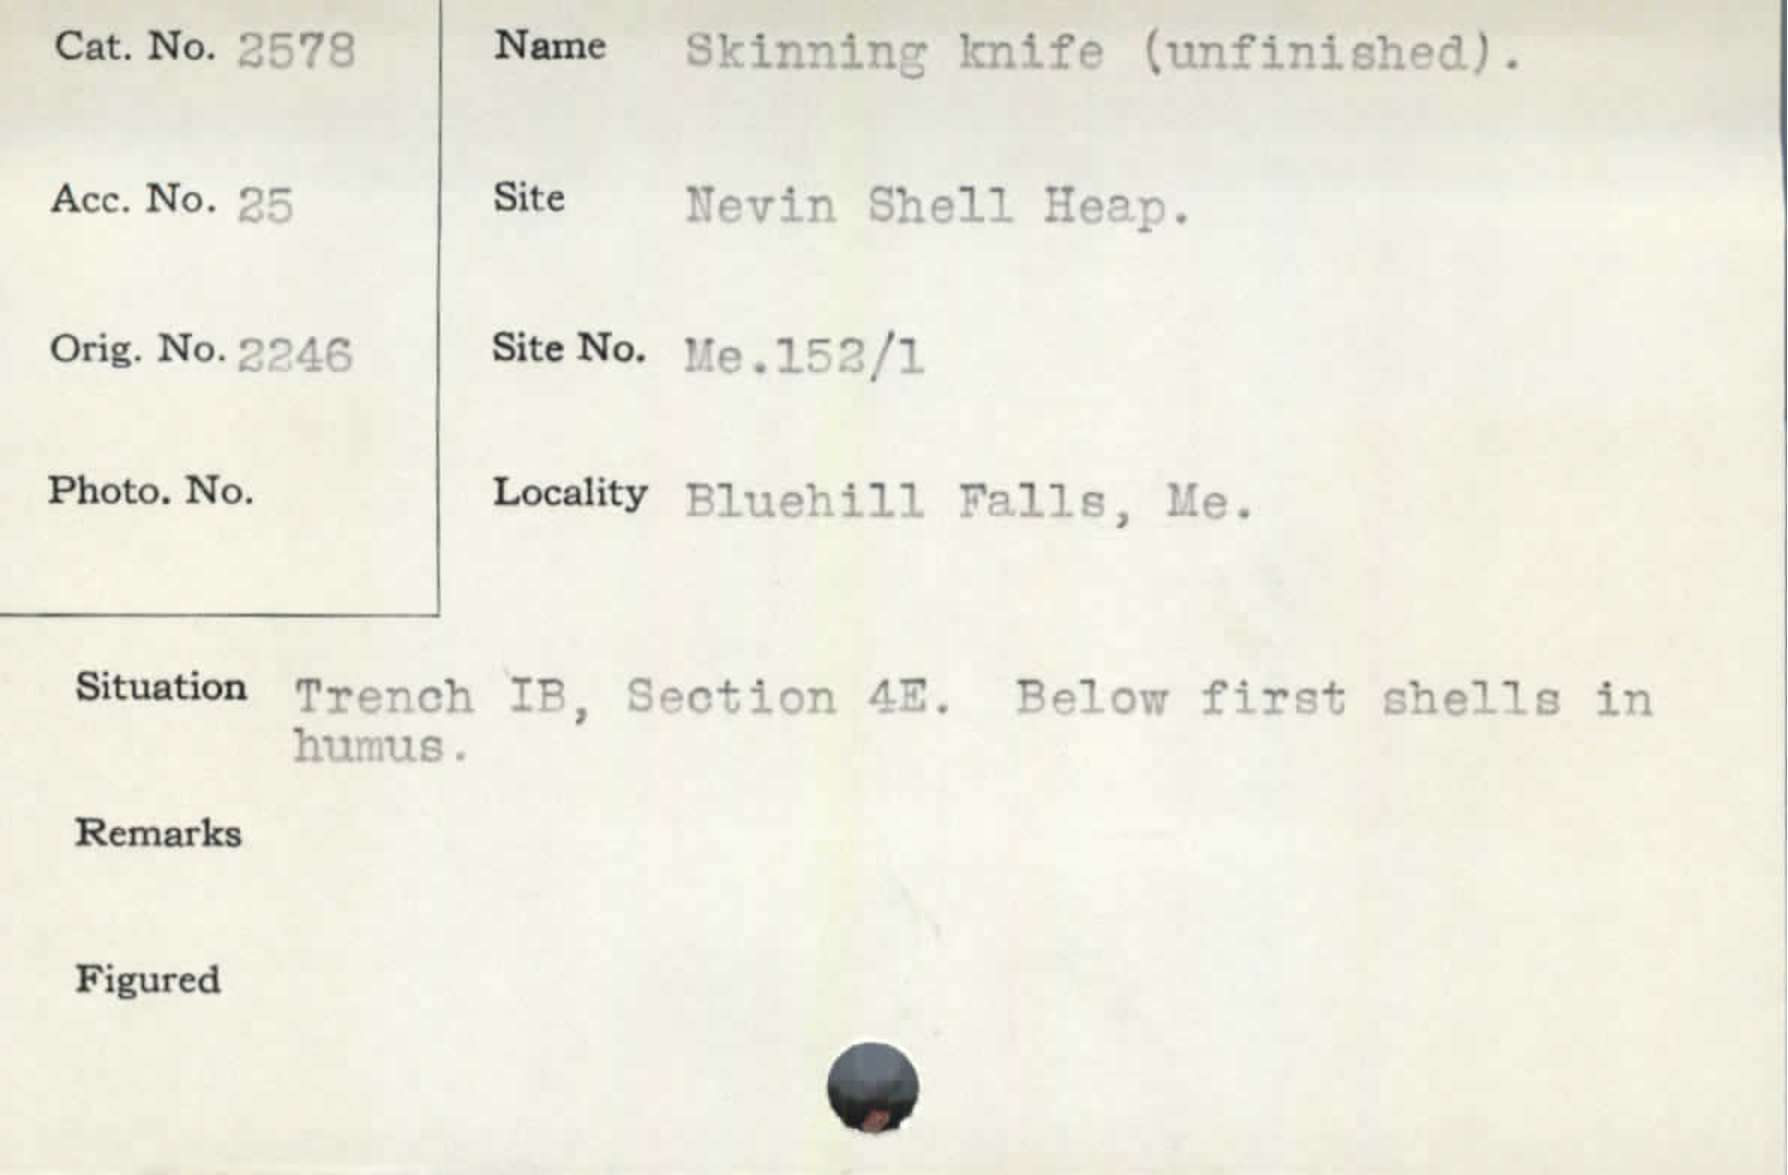 Cat. No. 2578
Name Skinning knife (unfinished).
Acc. No. 25
Site Nevin Shell Heap.
Orig. No. 2246
Site No. Me.152/1
Photo. No.
Locality Bluehill Falls, Me.
Situation Trench IB, Section 4E. Below first shells in
humus.
Remarks
Figured